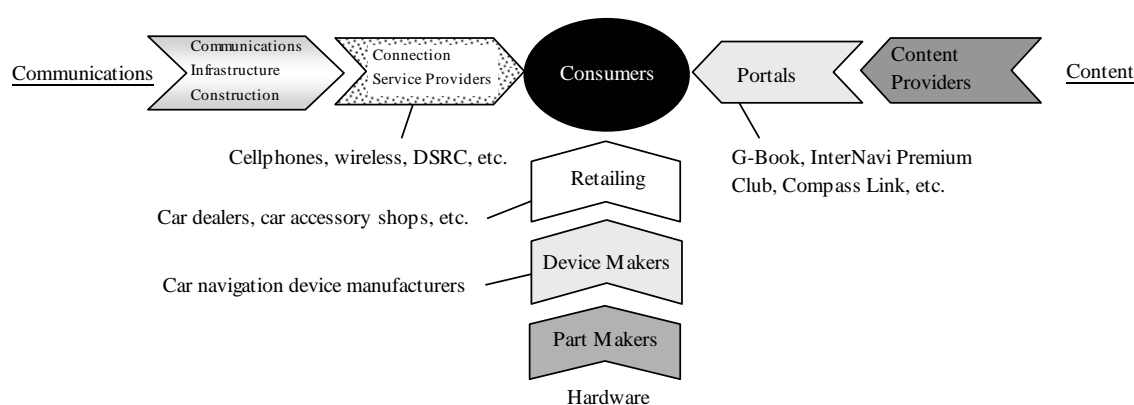 Communications
Communications
Infrastructure
Construction
Connection
Service Providers
Consumers
Portals
Content
Providers
Content
Cellphones, wireless, DSRC, etc.
G-Book, InterNavi Premium
Club, Compass Link, etc.
Retailing
Car dealers, car accessory shops, etc.
Device Makers
Car navigation device manufacturers
Part Makers
Hardware